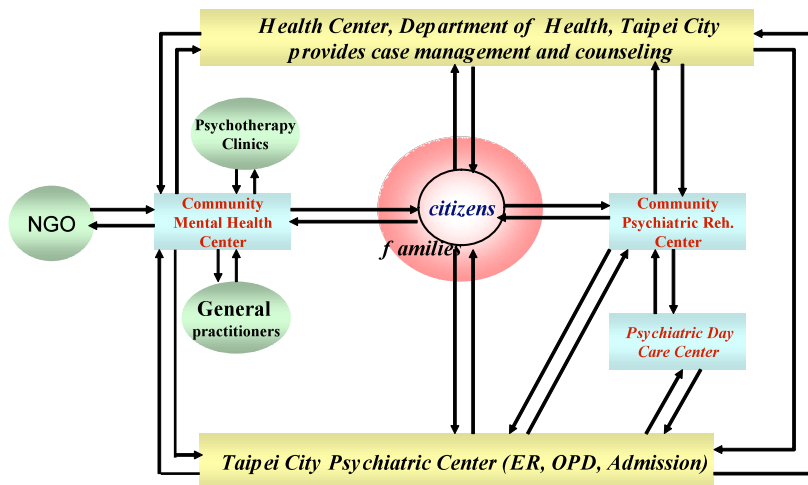 Health Center, Department of Health, Taipei City
provides case management and counseling
Psychotherapy
Clinics
NGO
Community
Mental Health
Center
citizens
families
Community
Psychiatric Reh.
Center
General
practitioners
Psychiatric Day
Care Center
Taipei City Psychiatric Center (ER, OPD, Admission)